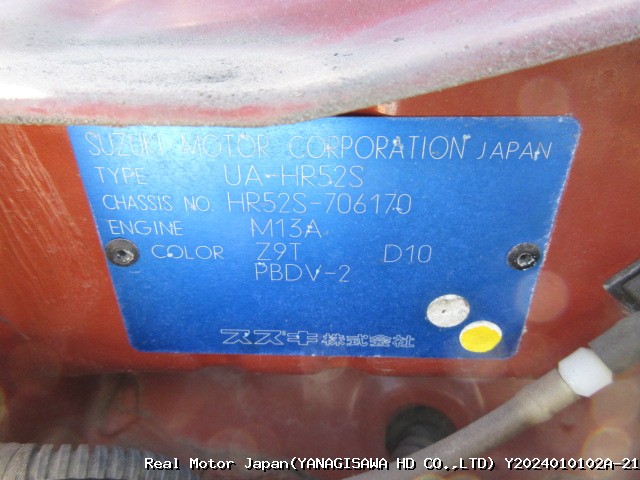 SUZUKI MOTOR CORPORATION JAPAN
TYPE UA-HR52S
CHASSIS NO. HR52S-706170
ENGINE M13A
COLOR Z9T D10
PBDV-2
スズキ株式会社
Real Motor Japan(YANAGISAWA HD CO.,LTD) Y2024010102A-21